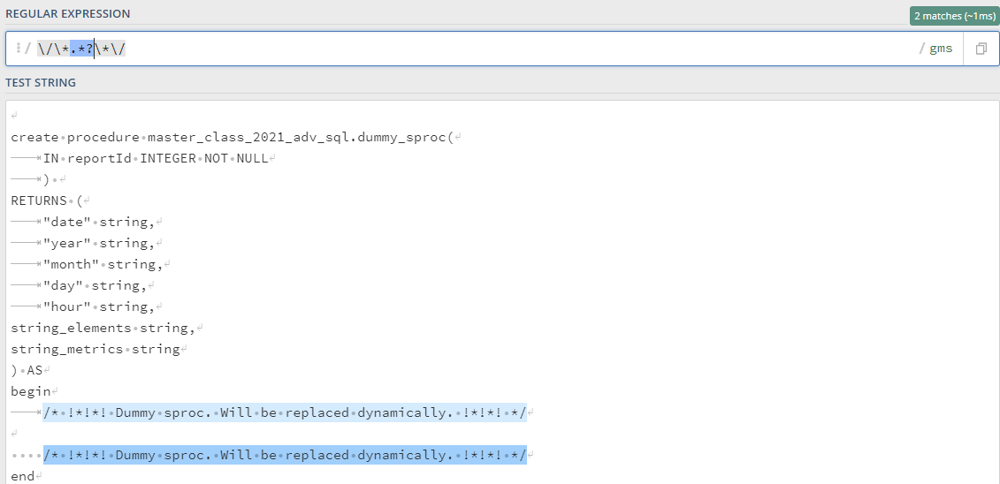 REGULAR EXPRESSION
2 matches (~1ms)
/ \/\*.*?\*\/ / gms
TEST STRING
create procedure master_class_2021_adv_sql.dummy_sproc(
IN reportId INTEGER NOT NULL
)
RETURNS (
"date" string,
"year" string,
"month" string,
"day" string,
"hour" string,
string_elements string,
string_metrics string
) AS
begin
/* !*!*! Dummy sproc. Will be replaced dynamically. !*!*! */
/* !*!*! Dummy sproc. Will be replaced dynamically. !*!*! */
end